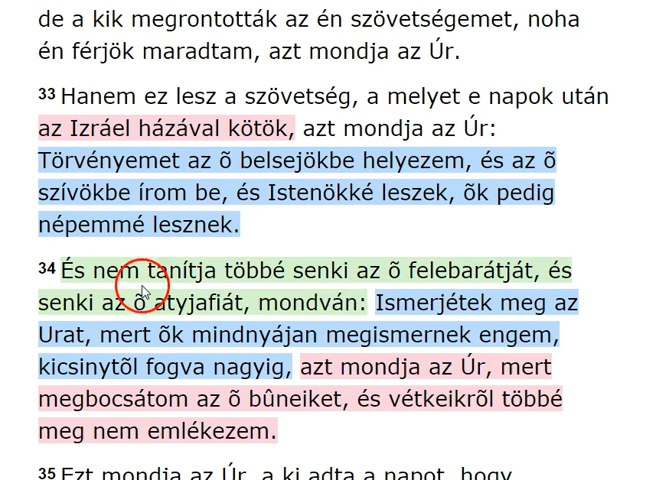 de a kik megrontották az én szövetségemet, noha
én férjök maradtam, azt mondja az Úr.
33 Hanem ez lesz a szövetség, a melyet e napok után
az Izráel házával kötök, azt mondja az Úr:
Törvényemet az õ belsejökbe helyezem, és az õ
szívökbe írom be, és Istenökké leszek, õk pedig
népemmé lesznek.
34 És nem tanítja többé senki az õ felebarátját, és
senki az õ atyjafiát, mondván: Ismerjétek meg az
Urat, mert õk mindnyájan megismernek engem,
kicsinytõl fogva nagyig, azt mondja az Úr, mert
megbocsátom az õ bûneiket, és vétkeikrõl többé
meg nem emlékezem.
35 Ezt mondja az Úr, a ki adta a napot, hogy